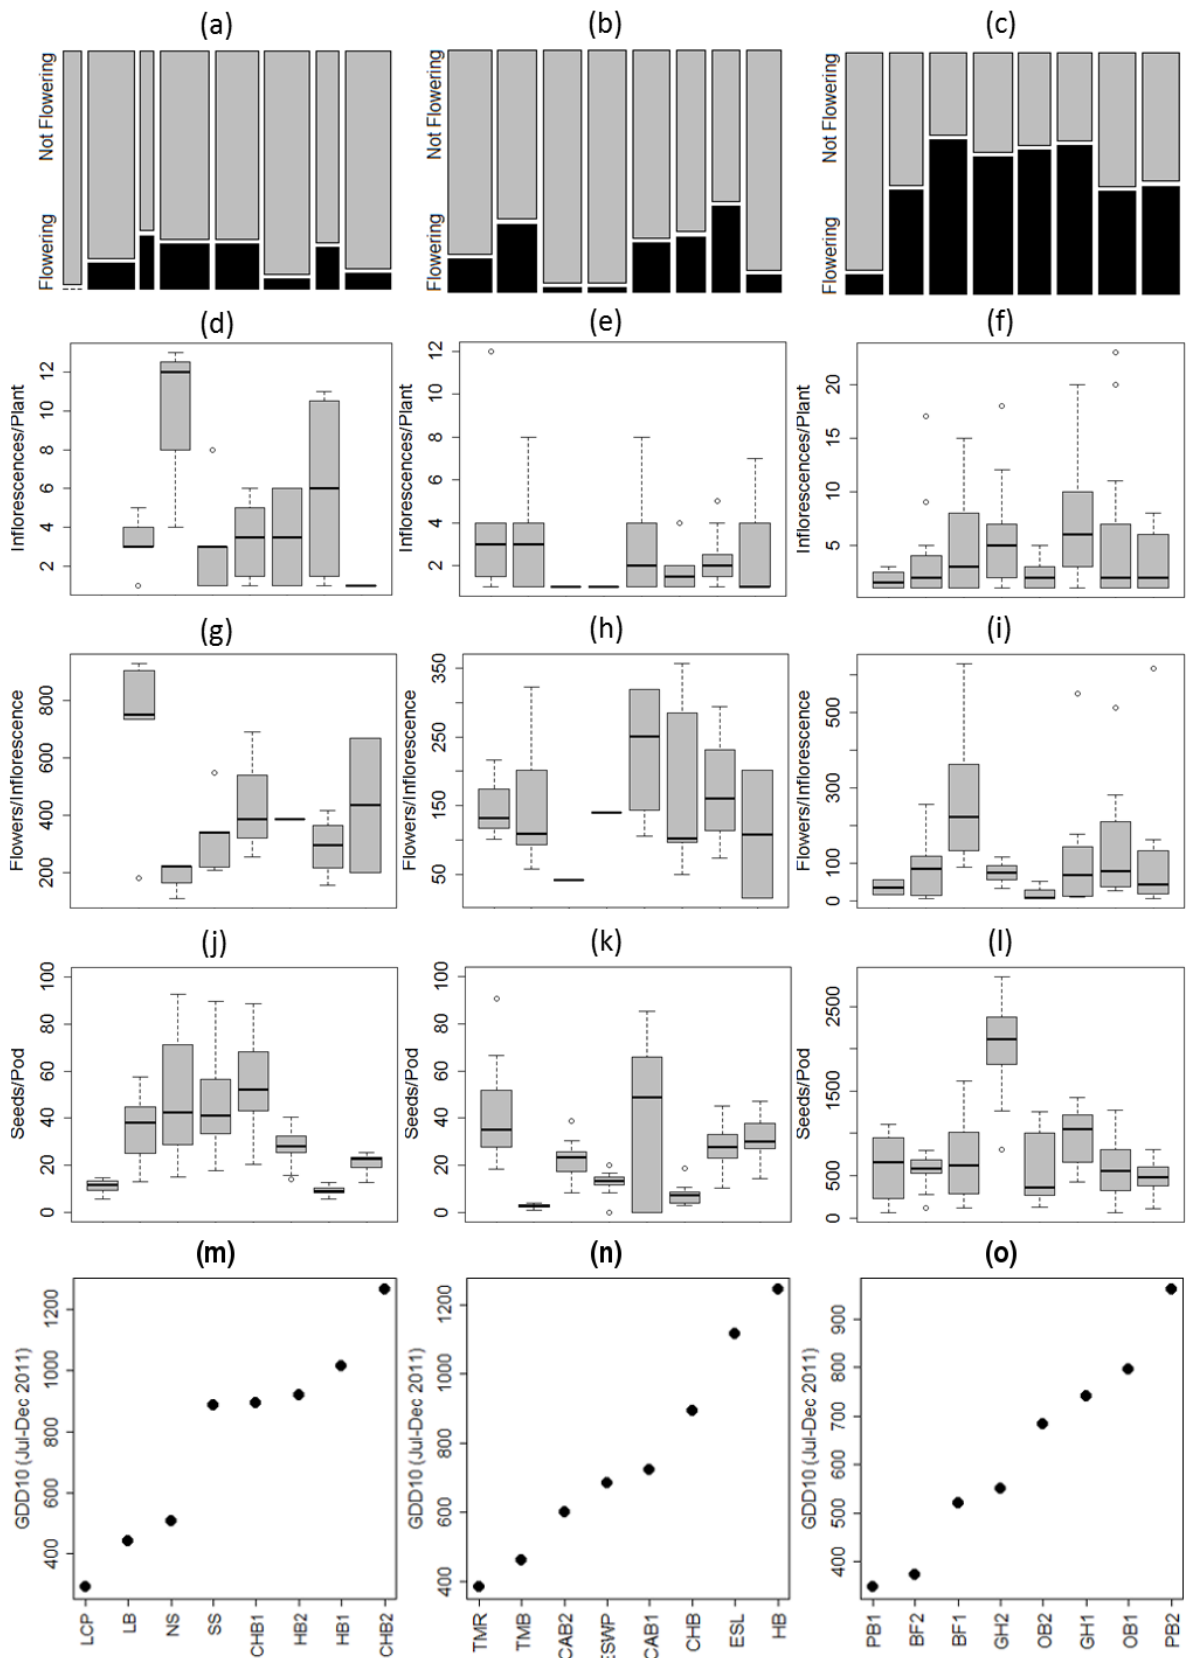 (a) (b) (c)
Flowering Not Flowering
Flowering Not Flowering
Flowering Not Flowering
(d) (e) (f)
Inflorescences/Plant
2 4 6 8 10 12
Inflorescences/Plant
2 4 6 8 10 12
Inflorescences/Plant
5 10 15 20
(g) (h) (i)
Flowers/Inflorescence
200 400 600 800
Flowers/Inflorescence
50 150 250 350
Flowers/Inflorescence
0 100 300 500
(j) (k) (l)
Seeds/Pod
0 20 40 60 80 100
Seeds/Pod
0 20 40 60 80 100
Seeds/Pod
0 500 1500 2500
(m) (n) (o)
GDD10 (Jul-Dec 2011)
400 600 800 1000 1200
LCP LB NS SS CHB1 HB2 HB1 CHB2
GDD10 (Jul-Dec 2011)
400 600 800 1000 1200
TMR TMB CAB2 ESWP CAB1 CHB ESL HB
GDD10 (Jul-Dec 2011)
400 500 600 700 800 900
PB1 BF2 BF1 GH2 OB2 GH1 OB1 PB2